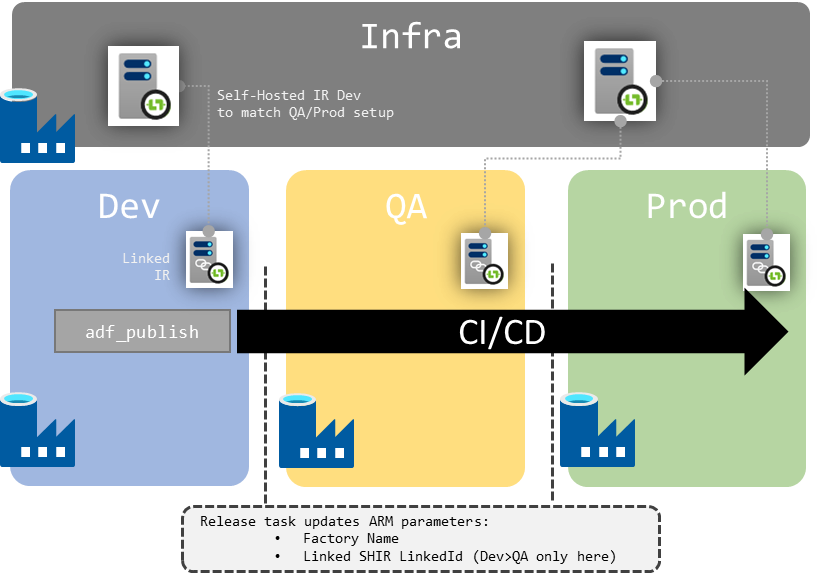 Infra
Self-Hosted IR Dev
to match QA/Prod setup
Dev
QA
Prod
Linked
IR
adf_publish
CI/CD
Release task updates ARM parameters:
• Factory Name
• Linked SHIR LinkedId (Dev>QA only here)